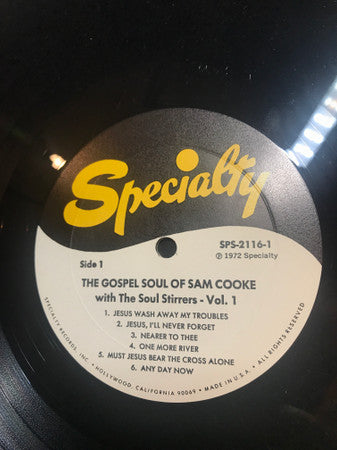 Specialty
SPS-2116-1
Side 1
℗ 1972 Specialty
THE GOSPEL SOUL OF SAM COOKE
with The Soul Stirrers - Vol. 1
1. JESUS WASH AWAY MY TROUBLES
2. JESUS, I'LL NEVER FORGET
3. NEARER TO THEE
4. ONE MORE RIVER
5. MUST JESUS BEAR THE CROSS ALONE
6. ANY DAY NOW
SPECIALTY RECORDS, INC. • HOLLYWOOD, CALIFORNIA 90069 • MADE IN U.S.A. • ALL RIGHTS RESERVED.